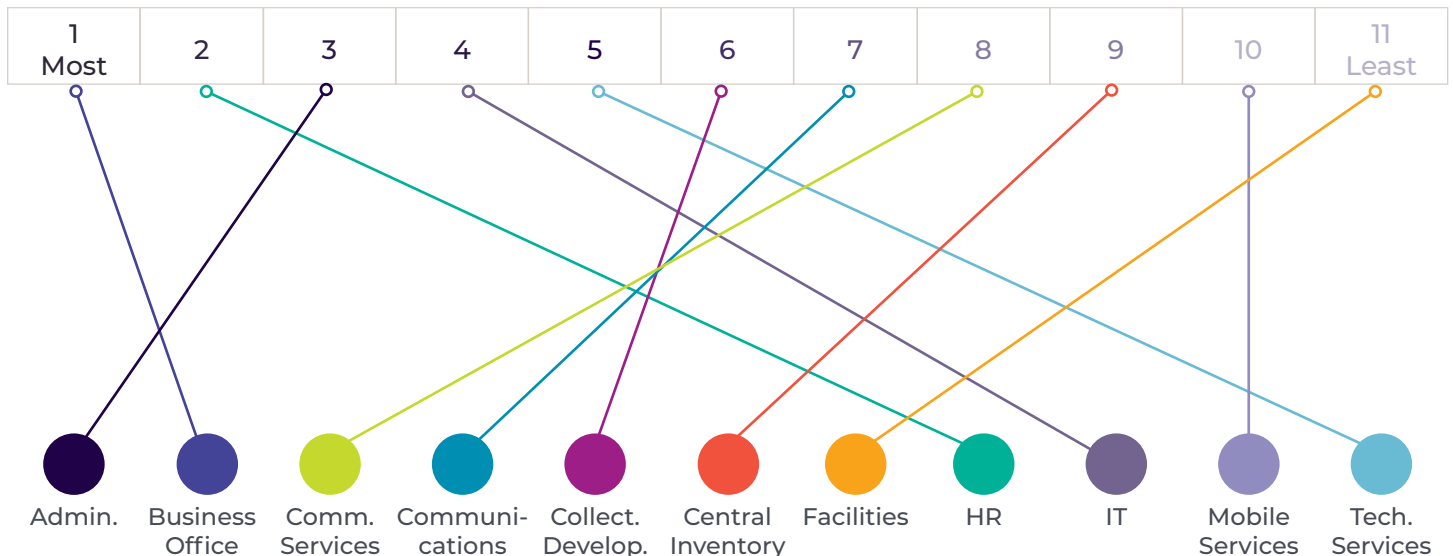 1
Most
2
3
4
5
6
7
8
9
10
11
Least
Admin.
Business
Office
Comm.
Services
Communi-
cations
Collect.
Develop.
Central
Inventory
Facilities
HR
IT
Mobile
Services
Tech.
Services